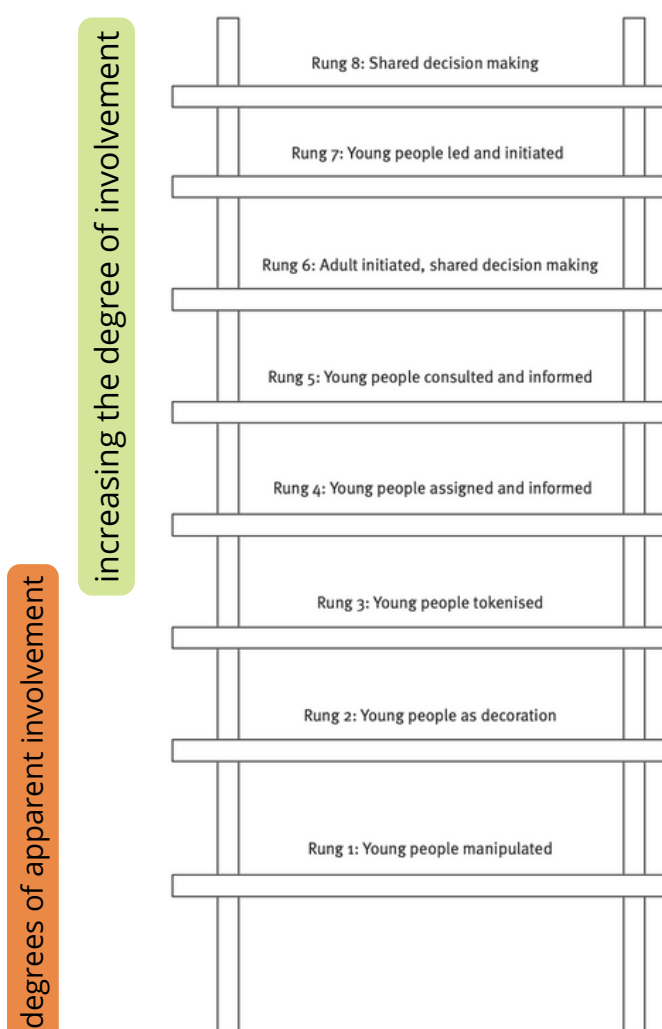 increasing the degree of involvement
degrees of apparent involvement
Rung 8: Shared decision making
Rung 7: Young people led and initiated
Rung 6: Adult initiated, shared decision making
Rung 5: Young people consulted and informed
Rung 4: Young people assigned and informed
Rung 3: Young people tokenised
Rung 2: Young people as decoration
Rung 1: Young people manipulated